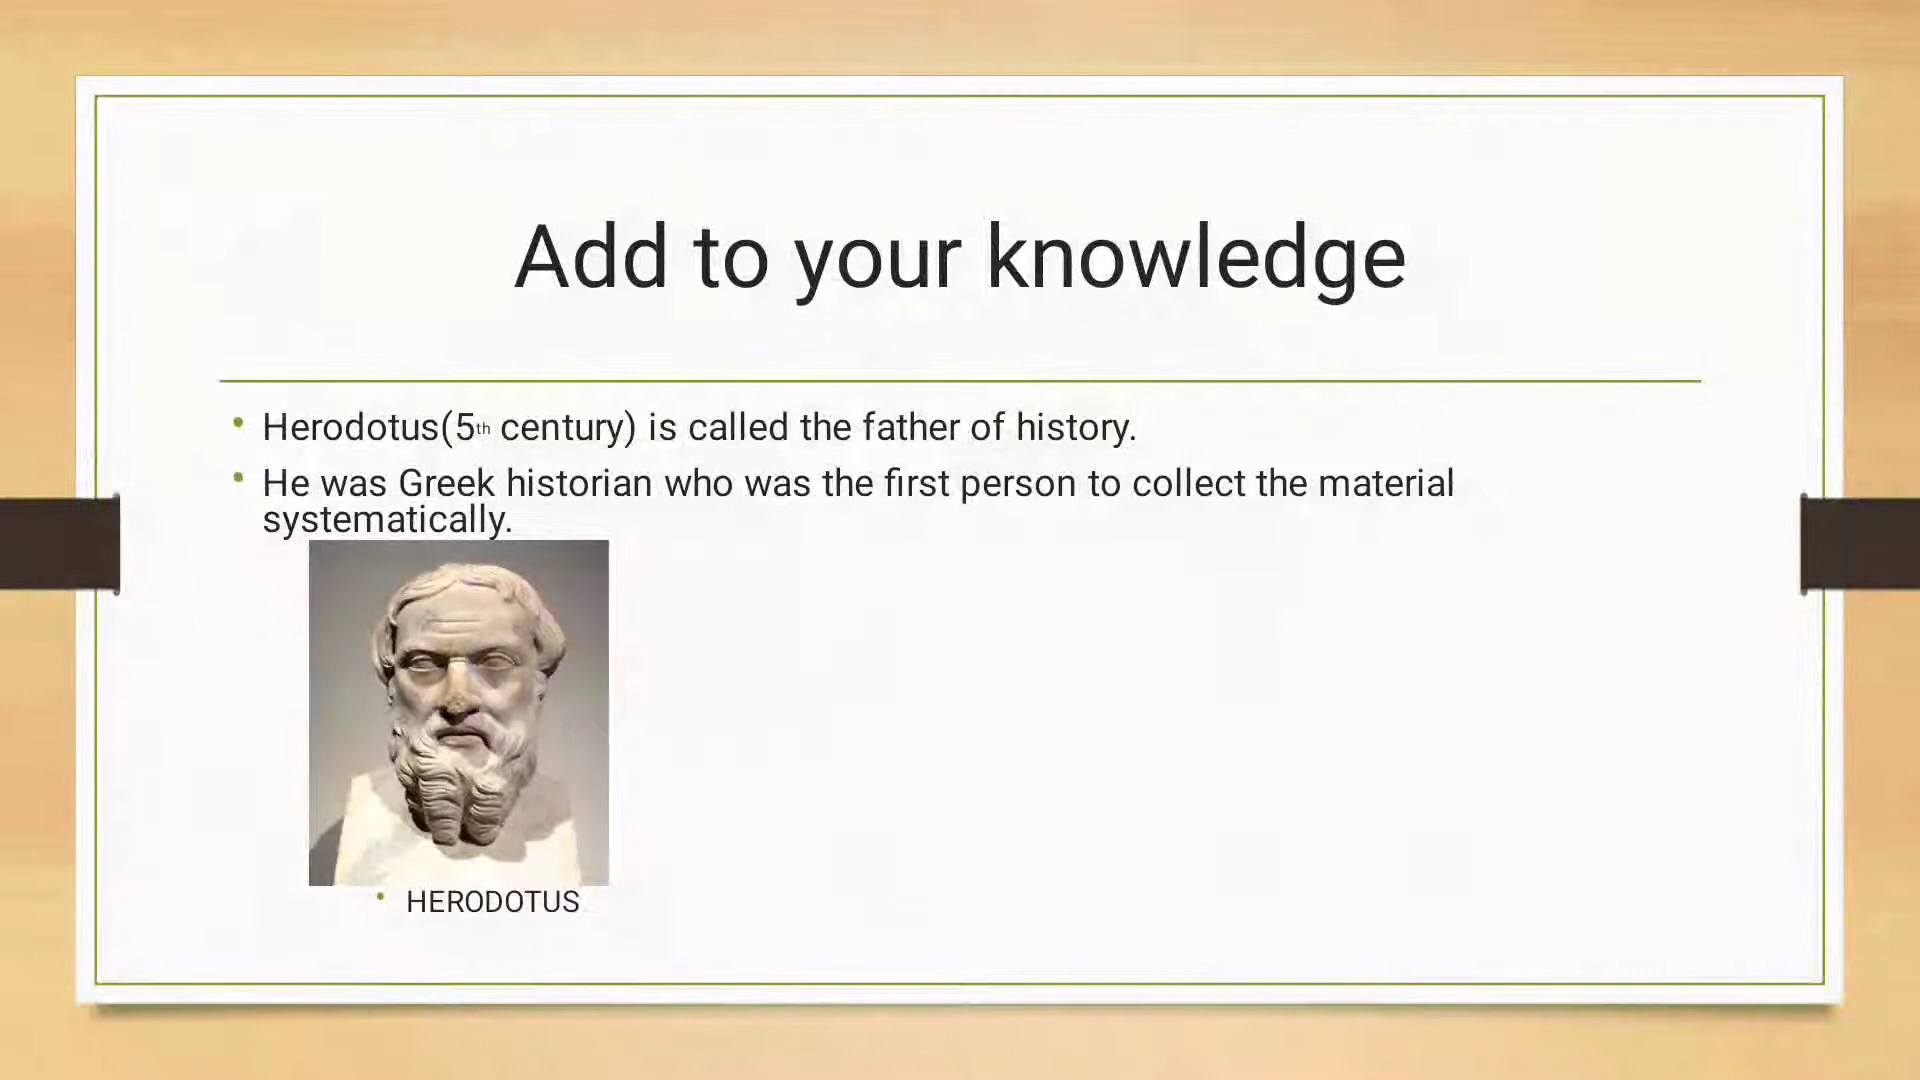 Add to your knowledge
• Herodotus(5th century) is called the father of history.
• He was Greek historian who was the first person to collect the material
systematically.
• HERODOTUS